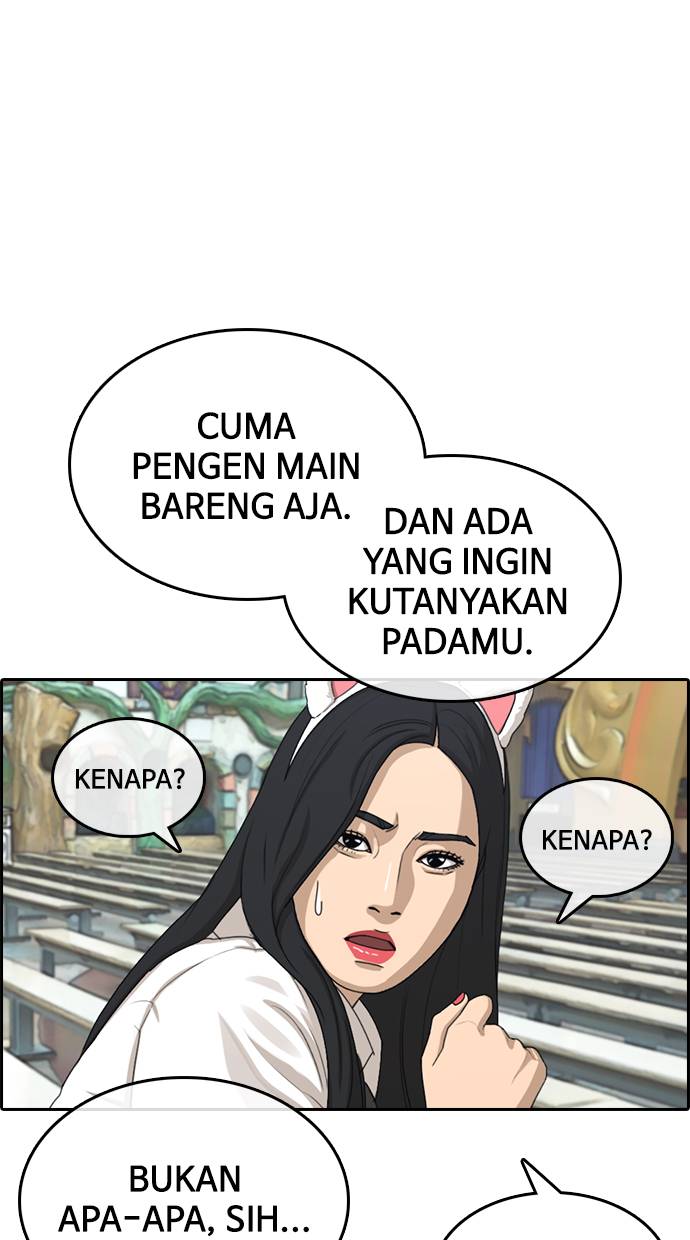 CUMA
PENGEN MAIN
BARENG AJA.
DAN ADA
YANG INGIN
KUTANYAKAN
PADAMU.
KENAPA?
KENAPA?
BUKAN
APA-APA, SIH...